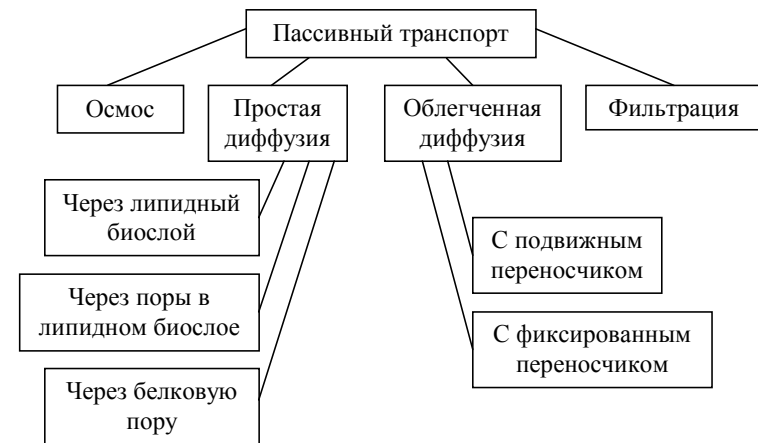 Пассивный транспорт
Осмос
Простая
диффузия
Облегченная
диффузия
Фильтрация
Через липидный
биослой
Через поры в
липидном биослое
Через белковую
пору
С подвижным
переносчиком
С фиксированным
переносчиком